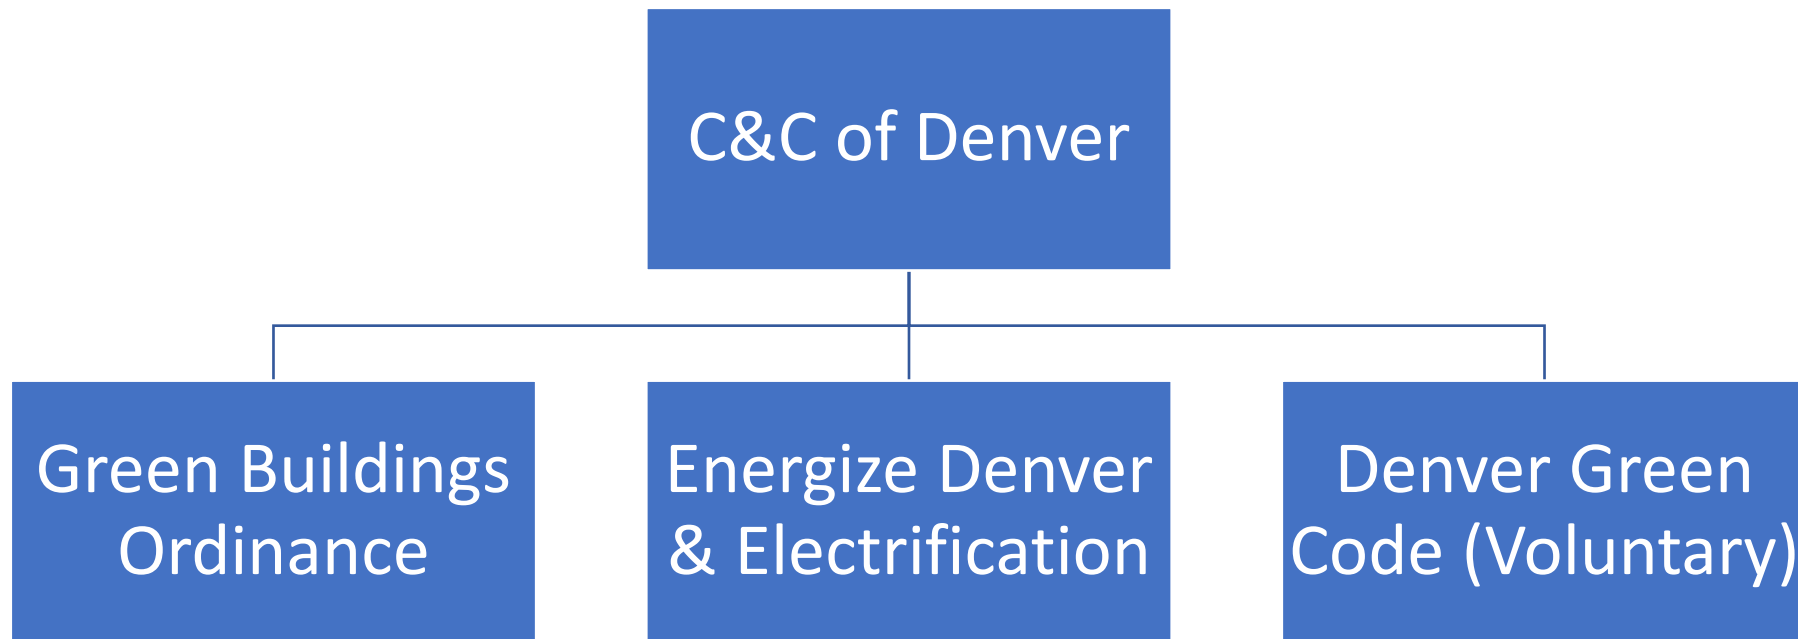 C&C of Denver
Green Buildings
Ordinance
Energize Denver
& Electrification
Denver Green
Code (Voluntary)